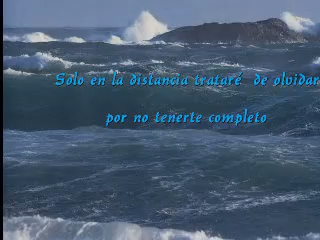 Solo en la distancia trataré de olvidar
por no tenerte completo